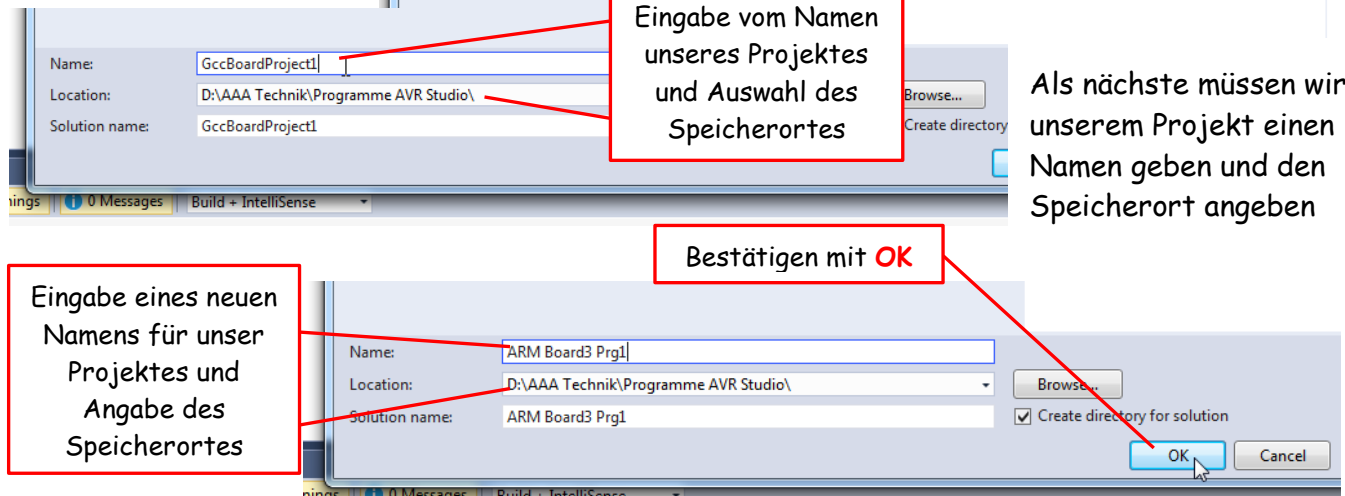 Eingabe vom Namen
unseres Projektes
und Auswahl des
Speicherortes
Name:
GccBoardProject1
Location:
D:\AAA Technik\Programme AVR Studio\
Browse...
Solution name:
GccBoardProject1
Create directory
0 Messages
Build + IntelliSense
Als nächste müssen wir
unserem Projekt einen
Namen geben und den
Speicherort angeben
Bestätigen mit OK
Eingabe eines neuen
Namens für unser
Projektes und
Angabe des
Speicherortes
Name:
ARM Board3 Prg1
Location:
D:\AAA Technik\Programme AVR Studio\
Browse...
Solution name:
ARM Board3 Prg1
Create directory for solution
OK
Cancel
0 Messages
Build + IntelliSense